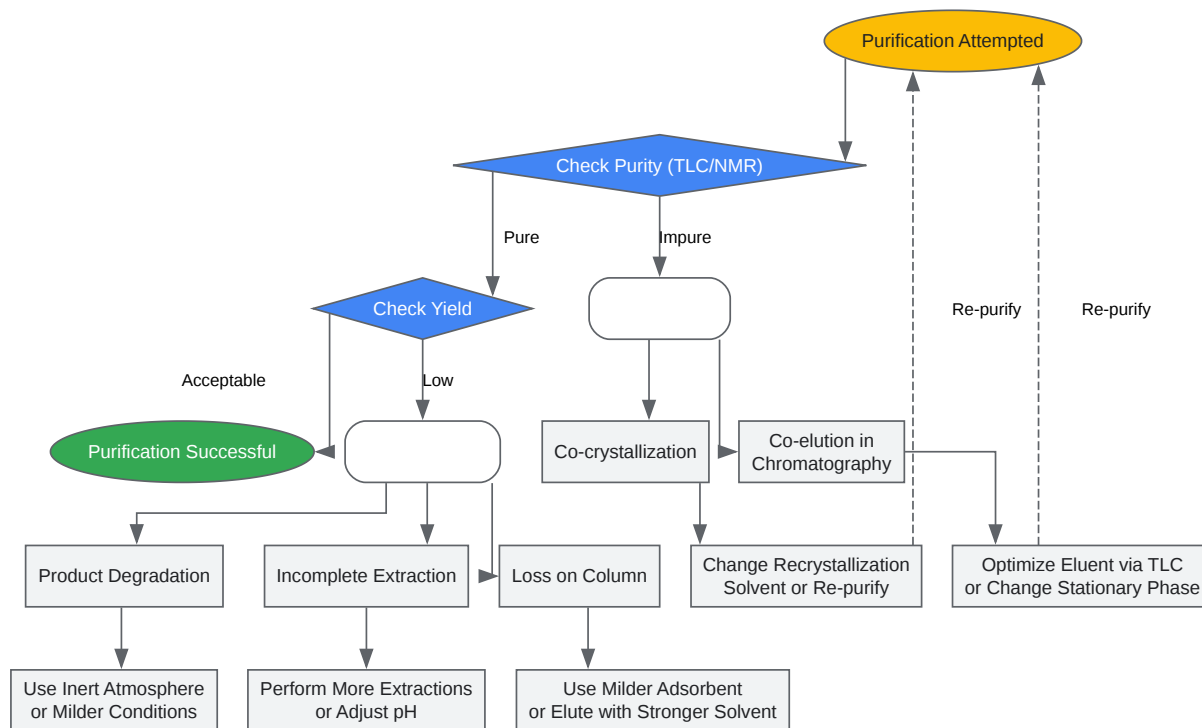 Purification Attempted
Check Purity (TLC/NMR)
Pure
Impure
Check Yield
Re-purify
Re-purify
Acceptable
Low
Purification Successful
Co-crystallization
Co-elution in
Chromatography
Product Degradation
Incomplete Extraction
Loss on Column
Change Recrystallization
Solvent or Re-purify
Optimize Eluent via TLC
or Change Stationary Phase
Use Inert Atmosphere
or Milder Conditions
Perform More Extractions
or Adjust pH
Use Milder Adsorbent
or Elute with Stronger Solvent